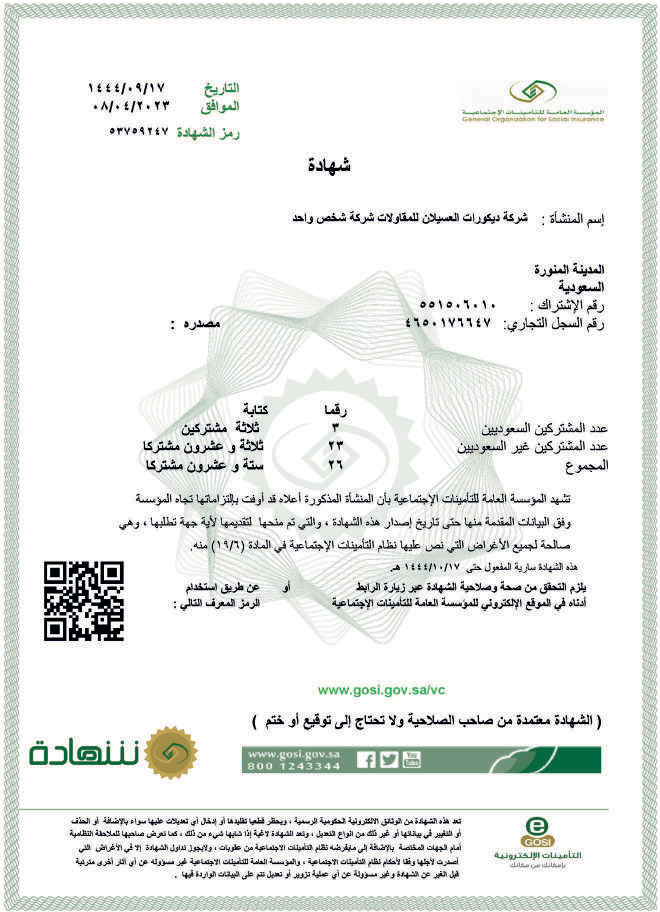 المؤسسة العامة للتأمينات الإجتماعية
General Organization for Social Insurance
التاريخ ١٤٤٤/٠٩/١٧
الموافق ٠٨/٠٤/٢٠٢٣
رمز الشهادة ٥٣٧٥٩٢٤٧
شهادة
إسم المنشأة : شركة ديكورات العسيلان للمقاولات شركة شخص واحد
المدينة المنورة
السعودية
رقم الإشتراك : ٥٥١٥٠٦٠١٠
رقم السجل التجاري: ٤٦٥٠١٧٦٦٤٧ مصدره :
رقما كتابة
عدد المشتركين السعوديين ٣ ثلاثة مشتركين
عدد المشتركين غير السعوديين ٢٣ ثلاثة و عشرون مشتركا
المجموع ٢٦ ستة و عشرون مشتركا
تشهد المؤسسة العامة للتأمينات الإجتماعية بأن المنشأة المذكورة أعلاه قد أوفت بإلتزاماتها تجاه المؤسسة
وفق البيانات المقدمة منها حتى تاريخ إصدار هذه الشهادة ، والتي تم منحها لتقديمها لأية جهة تطلبها ، وهي
صالحة لجميع الأغراض التي نص عليها نظام التأمينات الإجتماعية في المادة (١٩/٦) منه.
هذه الشهادة سارية المفعول حتى ١٤٤٤/١٠/١٧ هـ.
يلزم التحقق من صحة وصلاحية الشهادة عبر زيارة الرابط أو عن طريق استخدام
أدناه في الموقع الإلكتروني للمؤسسة العامة للتأمينات الإجتماعية الرمز المعرف التالي :
www.gosi.gov.sa/vc
( الشهادة معتمدة من صاحب الصلاحية ولا تحتاج إلى توقيع أو ختم )
شهادة
www.gosi.gov.sa
800 1243344
You Tube
تعد هذه الشهادة من الوثائق الالكترونية الحكومية الرسمية ، ويحظر قطعيا تقليدها أو إدخال أي تعديلات عليها سواء بالإضافة أو الحذف
أو التغيير في بياناتها أو غير ذلك من انواع التعديل ، وتعد الشهادة لاغية إذا شابها شيء من ذلك ، كما تعرض صاحبها للملاحقة النظامية
أمام الجهات المختصة بالإضافة إلى مايفرضه نظام التأمينات الاجتماعية من عقوبات ، ولايجوز تداول الشهادة إلا في الأغراض التي
أصدرت لأجلها وفقا لأحكام نظام التأمينات الاجتماعية ، والمؤسسة العامة للتأمينات الاجتماعية غير مسؤوله عن أي آثار أخرى مترتبة
قبل الغير عن الشهادة وغير مسؤولة عن أي عملية تزوير أو تعديل تتم على البيانات الواردة فيها .
e
GOSI
التأمينات الإلكترونية
بإمكانك من مكانك